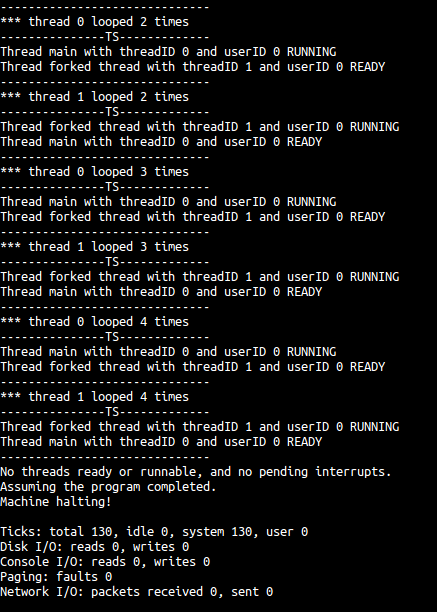 ------------------------------
*** thread 0 looped 2 times
---------------TS-------------
Thread main with threadID 0 and userID 0 RUNNING
Thread forked thread with threadID 1 and userID 0 READY
------------------------------
*** thread 1 looped 2 times
---------------TS-------------
Thread forked thread with threadID 1 and userID 0 RUNNING
Thread main with threadID 0 and userID 0 READY
------------------------------
*** thread 0 looped 3 times
---------------TS-------------
Thread main with threadID 0 and userID 0 RUNNING
Thread forked thread with threadID 1 and userID 0 READY
------------------------------
*** thread 1 looped 3 times
---------------TS-------------
Thread forked thread with threadID 1 and userID 0 RUNNING
Thread main with threadID 0 and userID 0 READY
------------------------------
*** thread 0 looped 4 times
---------------TS-------------
Thread main with threadID 0 and userID 0 RUNNING
Thread forked thread with threadID 1 and userID 0 READY
------------------------------
*** thread 1 looped 4 times
---------------TS-------------
Thread forked thread with threadID 1 and userID 0 RUNNING
Thread main with threadID 0 and userID 0 READY
------------------------------
No threads ready or runnable, and no pending interrupts.
Assuming the program completed.
Machine halting!

Ticks: total 130, idle 0, system 130, user 0
Disk I/O: reads 0, writes 0
Console I/O: reads 0, writes 0
Paging: faults 0
Network I/O: packets received 0, sent 0